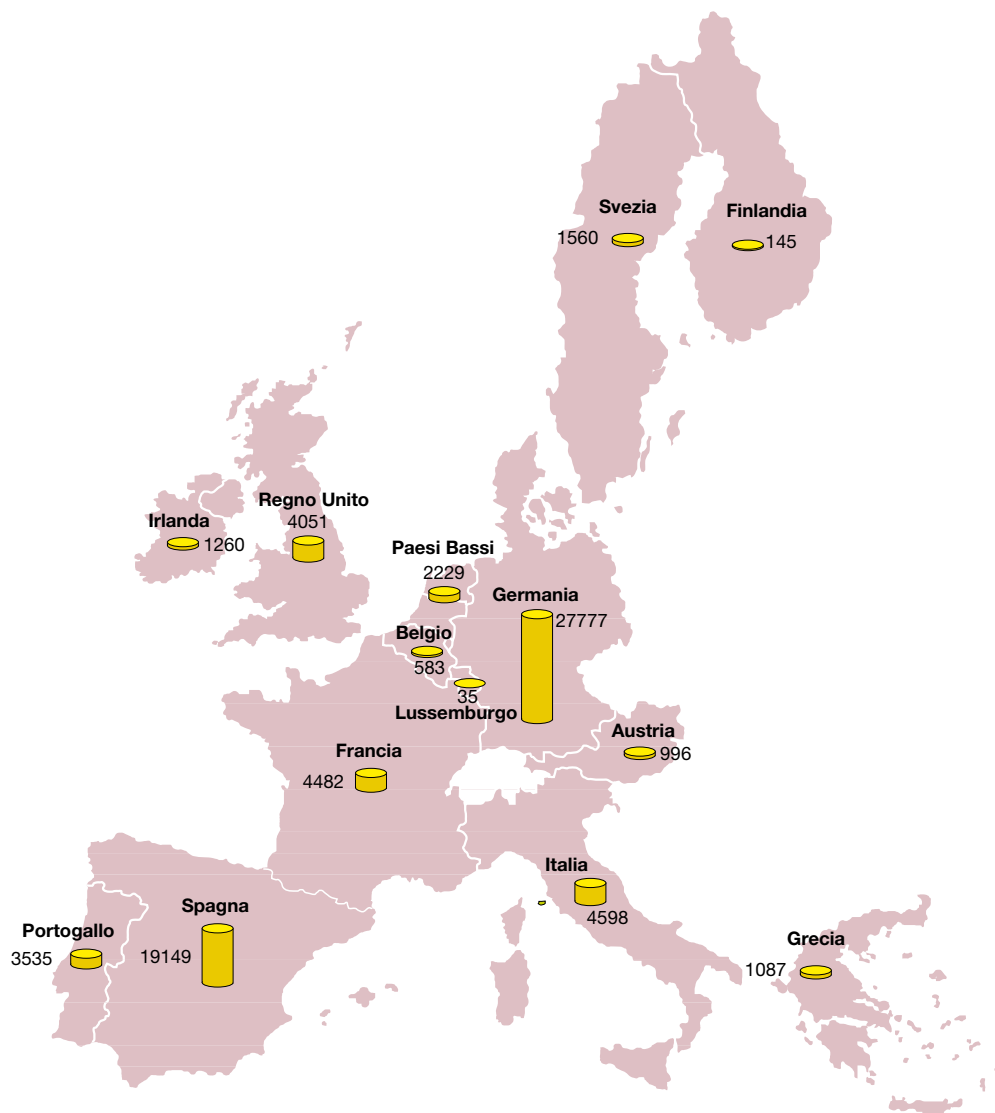 Svezia
1560
Finlandia
145
Regno Unito
4051
Irlanda
1260
Paesi Bassi
2229
Germania
27777
Belgio
583
35
Lussemburgo
Austria
996
Francia
4482
Italia
4598
Spagna
19149
Portogallo
3535
Grecia
1087